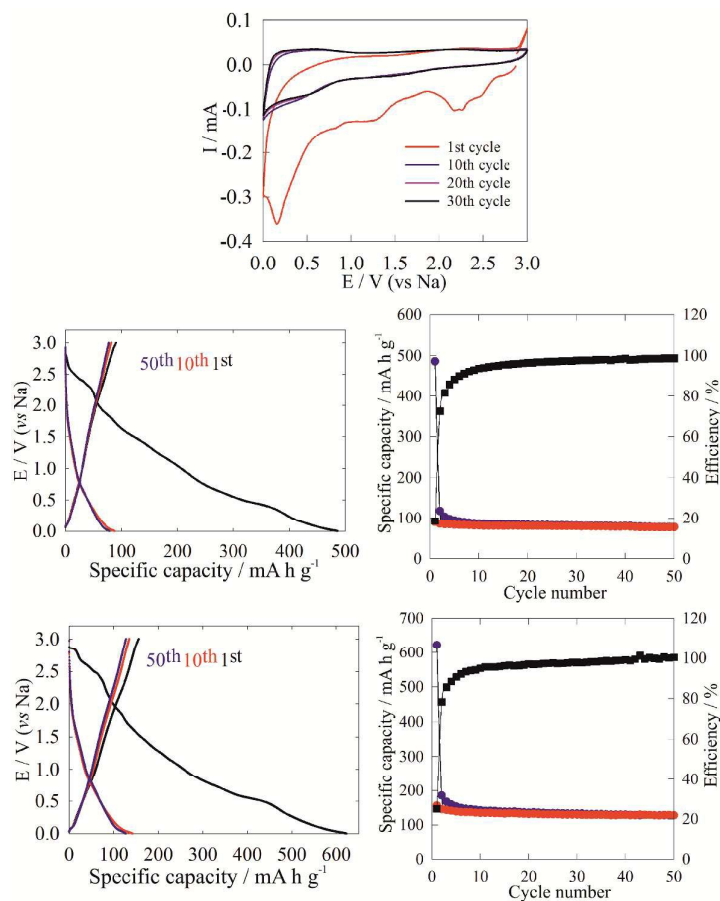 0.1
0.0
-0.1
-0.2
-0.3
-0.4
I / mA
1st cycle
10th cycle
20th cycle
30th cycle
0.0 0.5 1.0 1.5 2.0 2.5 3.0
E / V (vs Na)
3.0
2.5
2.0
1.5
1.0
0.5
0.0
E / V (vs Na)
50th 10th 1st
0 100 200 300 400 500
Specific capacity / mA h g-1
600
500
400
300
200
100
0
Specific capacity / mA h g-1
120
100
80
60
40
20
0
Efficiency / %
0 10 20 30 40 50
Cycle number
3.0
2.5
2.0
1.5
1.0
0.5
0.0
E / V (vs Na)
50th 10th 1st
0 100 200 300 400 500 600
Specific capacity / mA h g-1
700
600
500
400
300
200
100
0
Specific capacity / mA h g-1
120
100
80
60
40
20
0
Efficiency / %
0 10 20 30 40 50
Cycle number